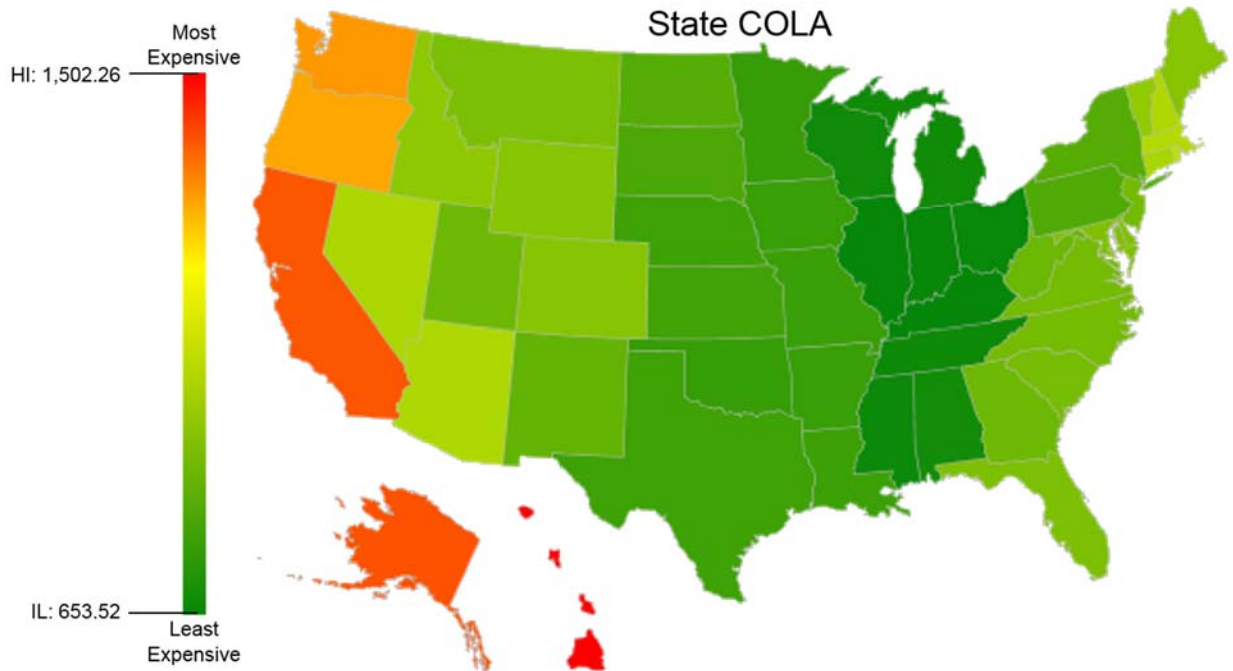 State COLA
Most
Expensive
HI: 1,502.26
IL: 653.52
Least
Expensive